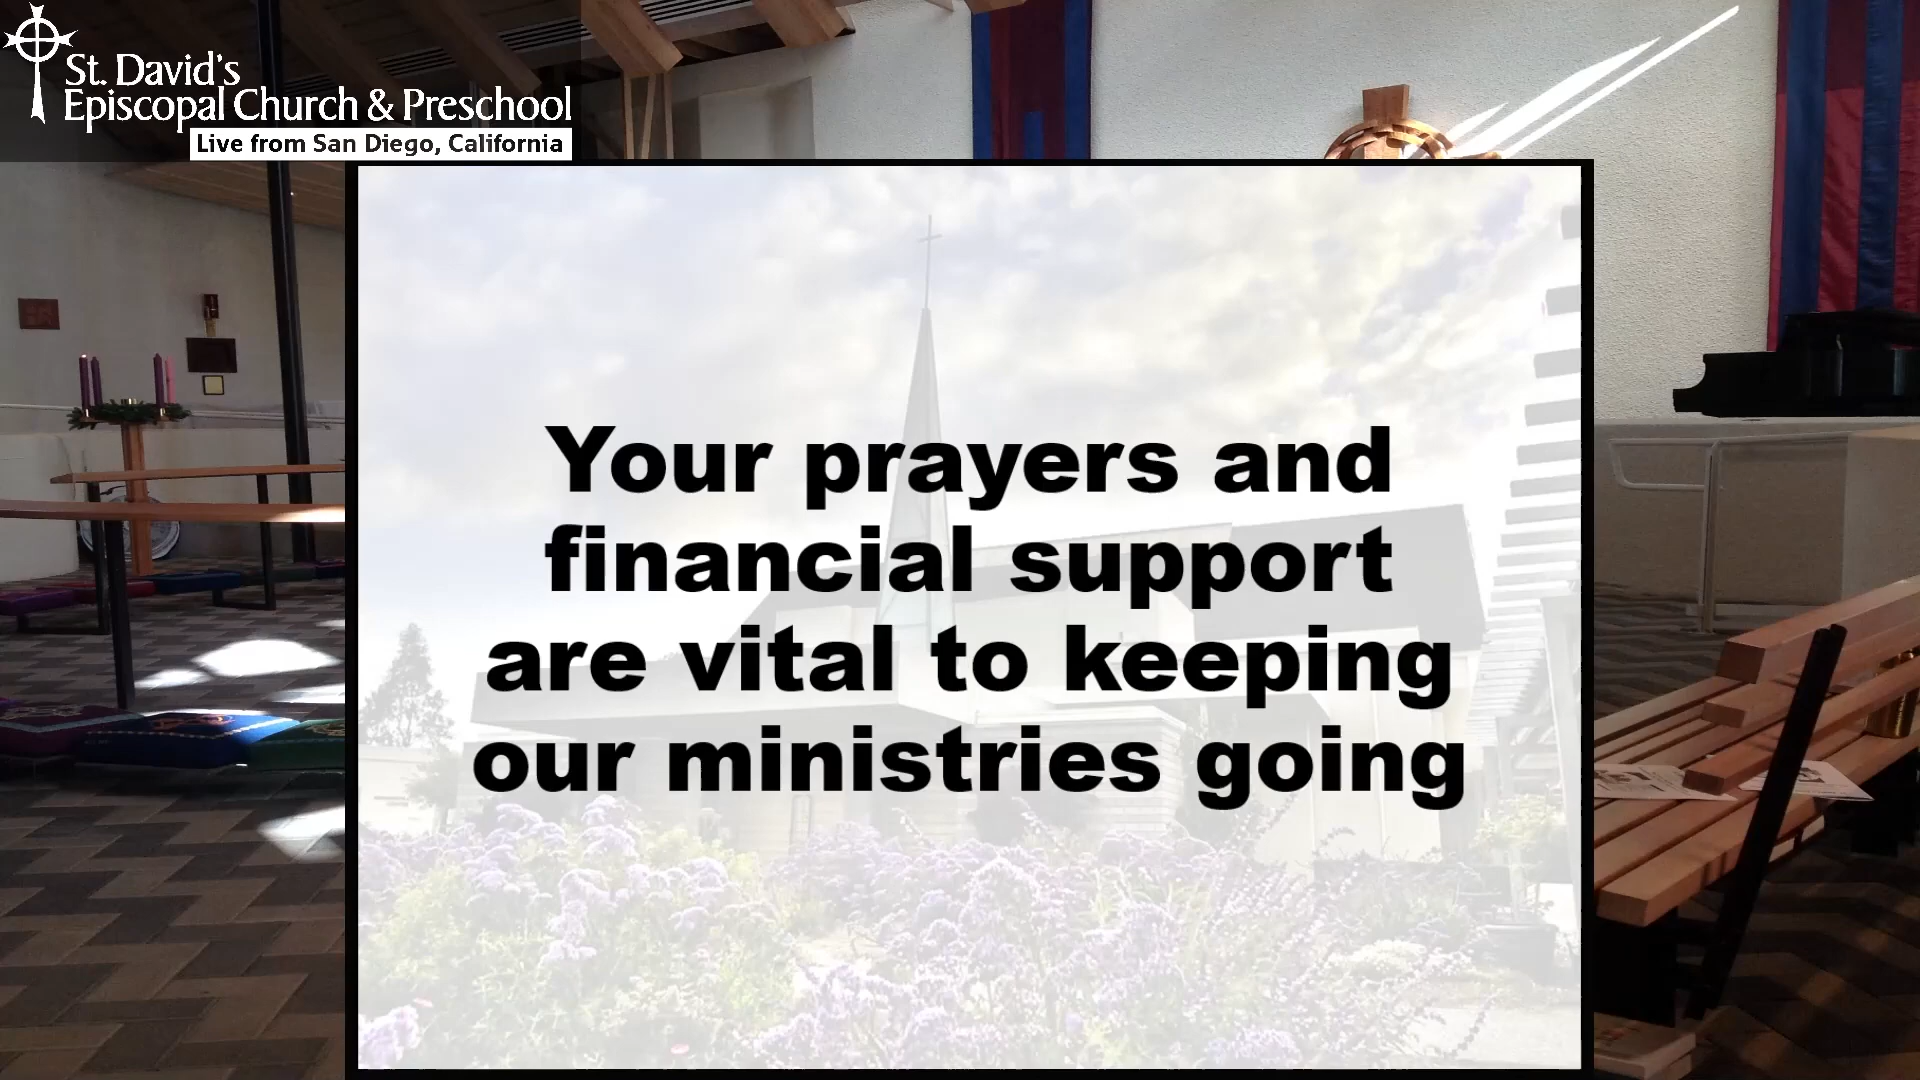 St. David's
Episcopal Church & Preschool
Live from San Diego, California
Your prayers and
financial support
are vital to keeping
our ministries going